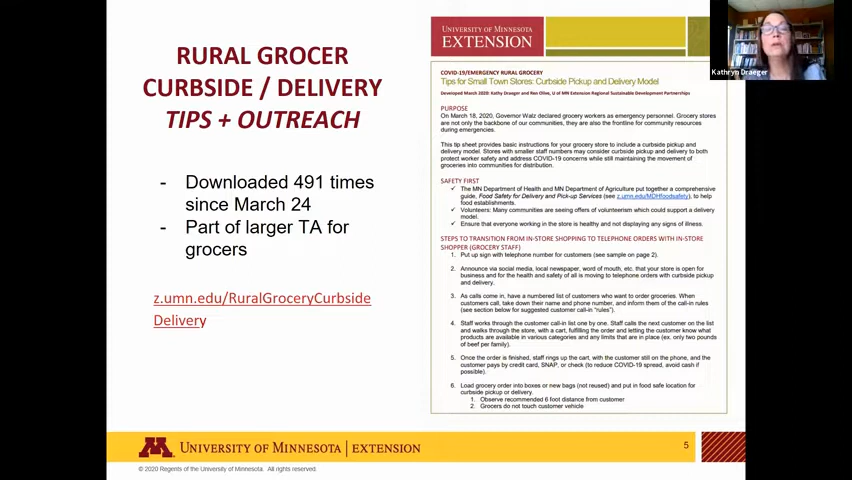 RURAL GROCER
CURBSIDE / DELIVERY
TIPS + OUTREACH
- Downloaded 491 times
since March 24
- Part of larger TA for
grocers
z.umn.edu/RuralGroceryCurbside
Delivery
UNIVERSITY OF MINNESOTA
EXTENSION
COVID-19/EMERGENCY RURAL GROCERY
Tips for Small Town Stores: Curbside Pickup and Delivery Model
Developed March 2020: Kathy Draeger and Ren Olive, U of MN Extension Regional Sustainable Development Partnerships
PURPOSE
On March 18, 2020, Governor Walz declared grocery workers as emergency personnel. Grocery stores
are not only the backbone of our communities, they are also the frontline for community resources
during emergencies.
This tip sheet provides basic instructions for your grocery store to include a curbside pickup and
delivery model. Stores with smaller staff numbers may consider curbside pickup and delivery to both
protect worker safety and address COVID-19 concerns while still maintaining the movement of
groceries into communities for distribution.
SAFETY FIRST
✓ The MN Department of Health and MN Department of Agriculture put together a comprehensive
guide, Food Safety for Delivery and Pick-up Services (see z.umn.edu/MDHfoodsafety), to help
food establishments.
✓ Volunteers: Many communities are seeing offers of volunteerism which could support a delivery
model.
✓ Ensure that everyone working in the store is healthy and not displaying any signs of illness.
STEPS TO TRANSITION FROM IN-STORE SHOPPING TO TELEPHONE ORDERS WITH IN-STORE
SHOPPER (GROCERY STAFF)
1. Put up sign with telephone number for customers (see sample on page 2).
2. Announce via social media, local newspaper, word of mouth, etc. that your store is open for
business and for the health and safety of all is moving to telephone orders with curbside pickup
and delivery.
3. As calls come in, have a numbered list of customers who want to order groceries. When
customers call, take down their name and phone number, and inform them of the call-in rules
(see section below for suggested customer call-in "rules").
4. Staff works through the customer call-in list one by one. Staff calls the next customer on the list
and walks through the store, with a cart, fulfilling the order and letting the customer know what
products are available in various categories and any limits that are in place (ex. only two pounds
of beef per family).
5. Once the order is finished, staff rings up the cart, with the customer still on the phone, and the
customer pays by credit card, SNAP, or check (to reduce COVID-19 spread, avoid cash if
possible).
6. Load grocery order into boxes or new bags (not reused) and put in food safe location for
curbside pickup or delivery.
1. Observe recommended 6 foot distance from customer
2. Grocers do not touch customer vehicle
Kathryn Draeger
M UNIVERSITY OF MINNESOTA | EXTENSION
5
© 2020 Regents of the University of Minnesota. All rights reserved.